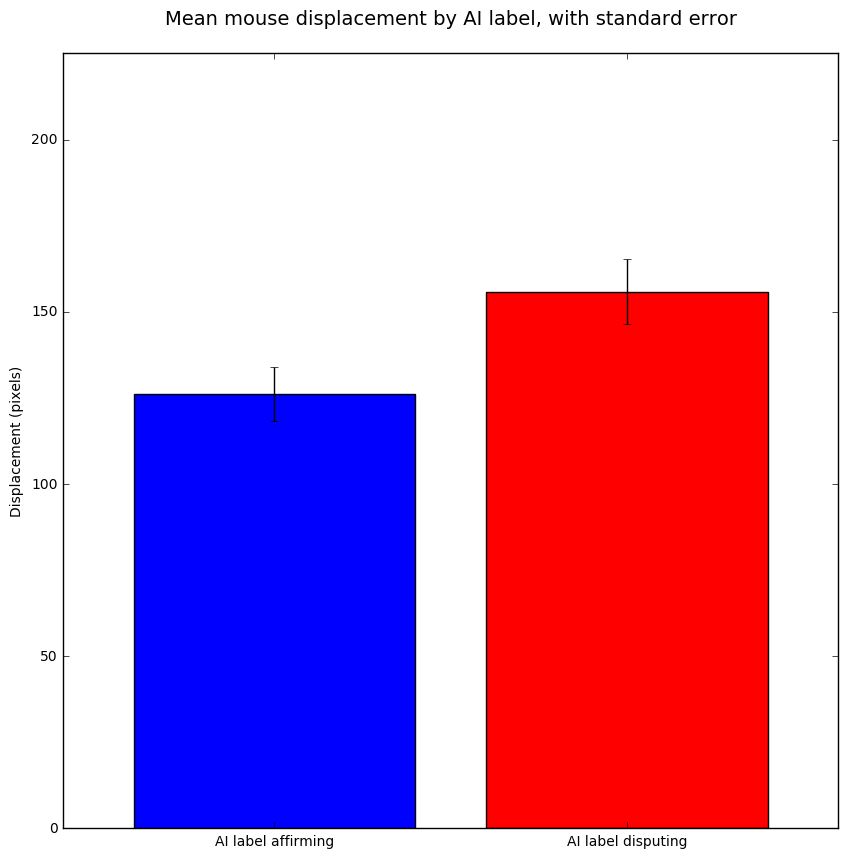 Mean mouse displacement by AI label, with standard error
Displacement (pixels)
200
150
100
50
0
AI label affirming
AI label disputing